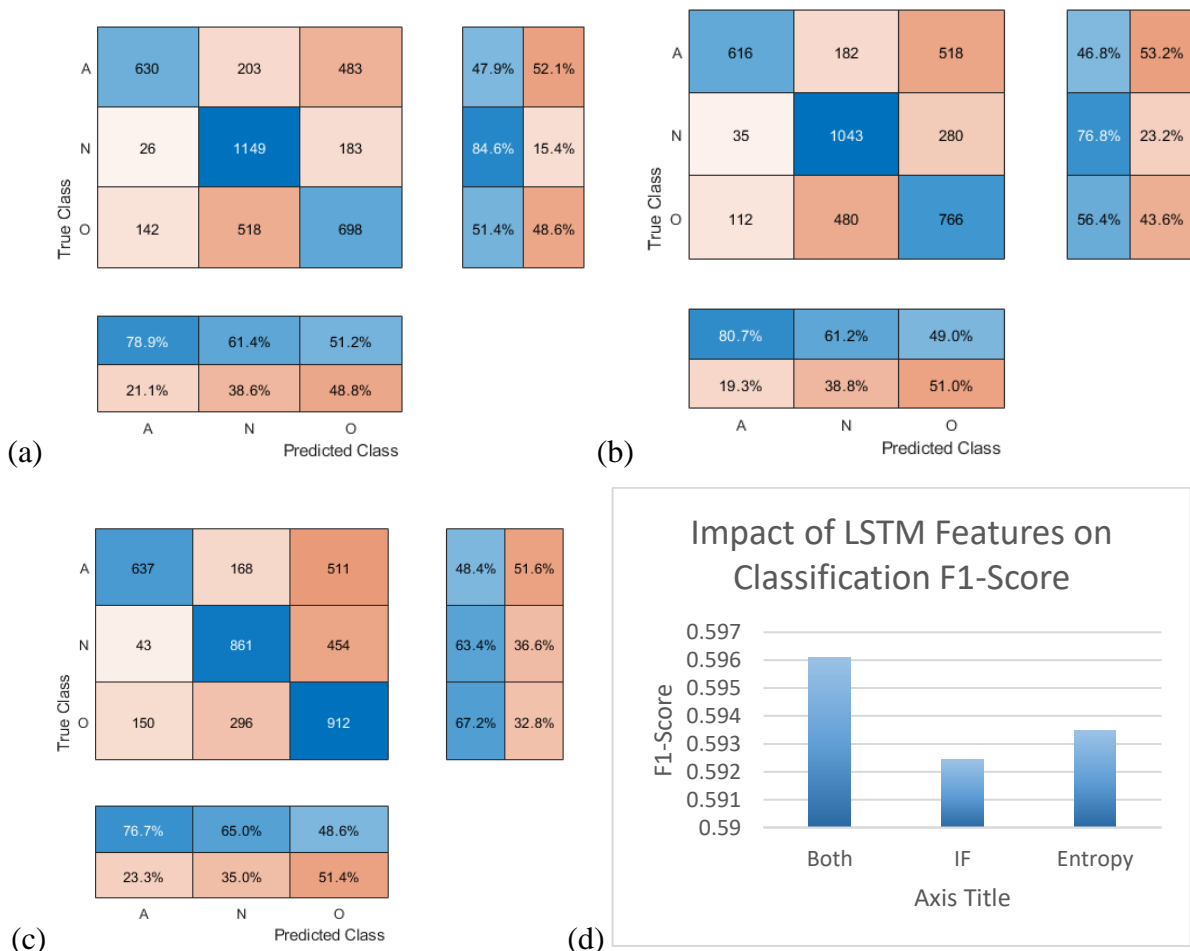 A 630 203 483 47.9% 52.1%
N 26 1149 183 84.6% 15.4%
O 142 518 698 51.4% 48.6%
True Class
78.9% 61.4% 51.2%
21.1% 38.6% 48.8%
A N O
Predicted Class
(a)
A 616 182 518 46.8% 53.2%
N 35 1043 280 76.8% 23.2%
O 112 480 766 56.4% 43.6%
True Class
80.7% 61.2% 49.0%
19.3% 38.8% 51.0%
A N O
Predicted Class
(b)
A 637 168 511 48.4% 51.6%
N 43 861 454 63.4% 36.6%
O 150 296 912 67.2% 32.8%
True Class
76.7% 65.0% 48.6%
23.3% 35.0% 51.4%
A N O
Predicted Class
(c)
Impact of LSTM Features on
Classification F1-Score
0.597
0.596
0.595
0.594
0.593
0.592
0.591
0.59
F1-Score
Both IF Entropy
Axis Title
(d)